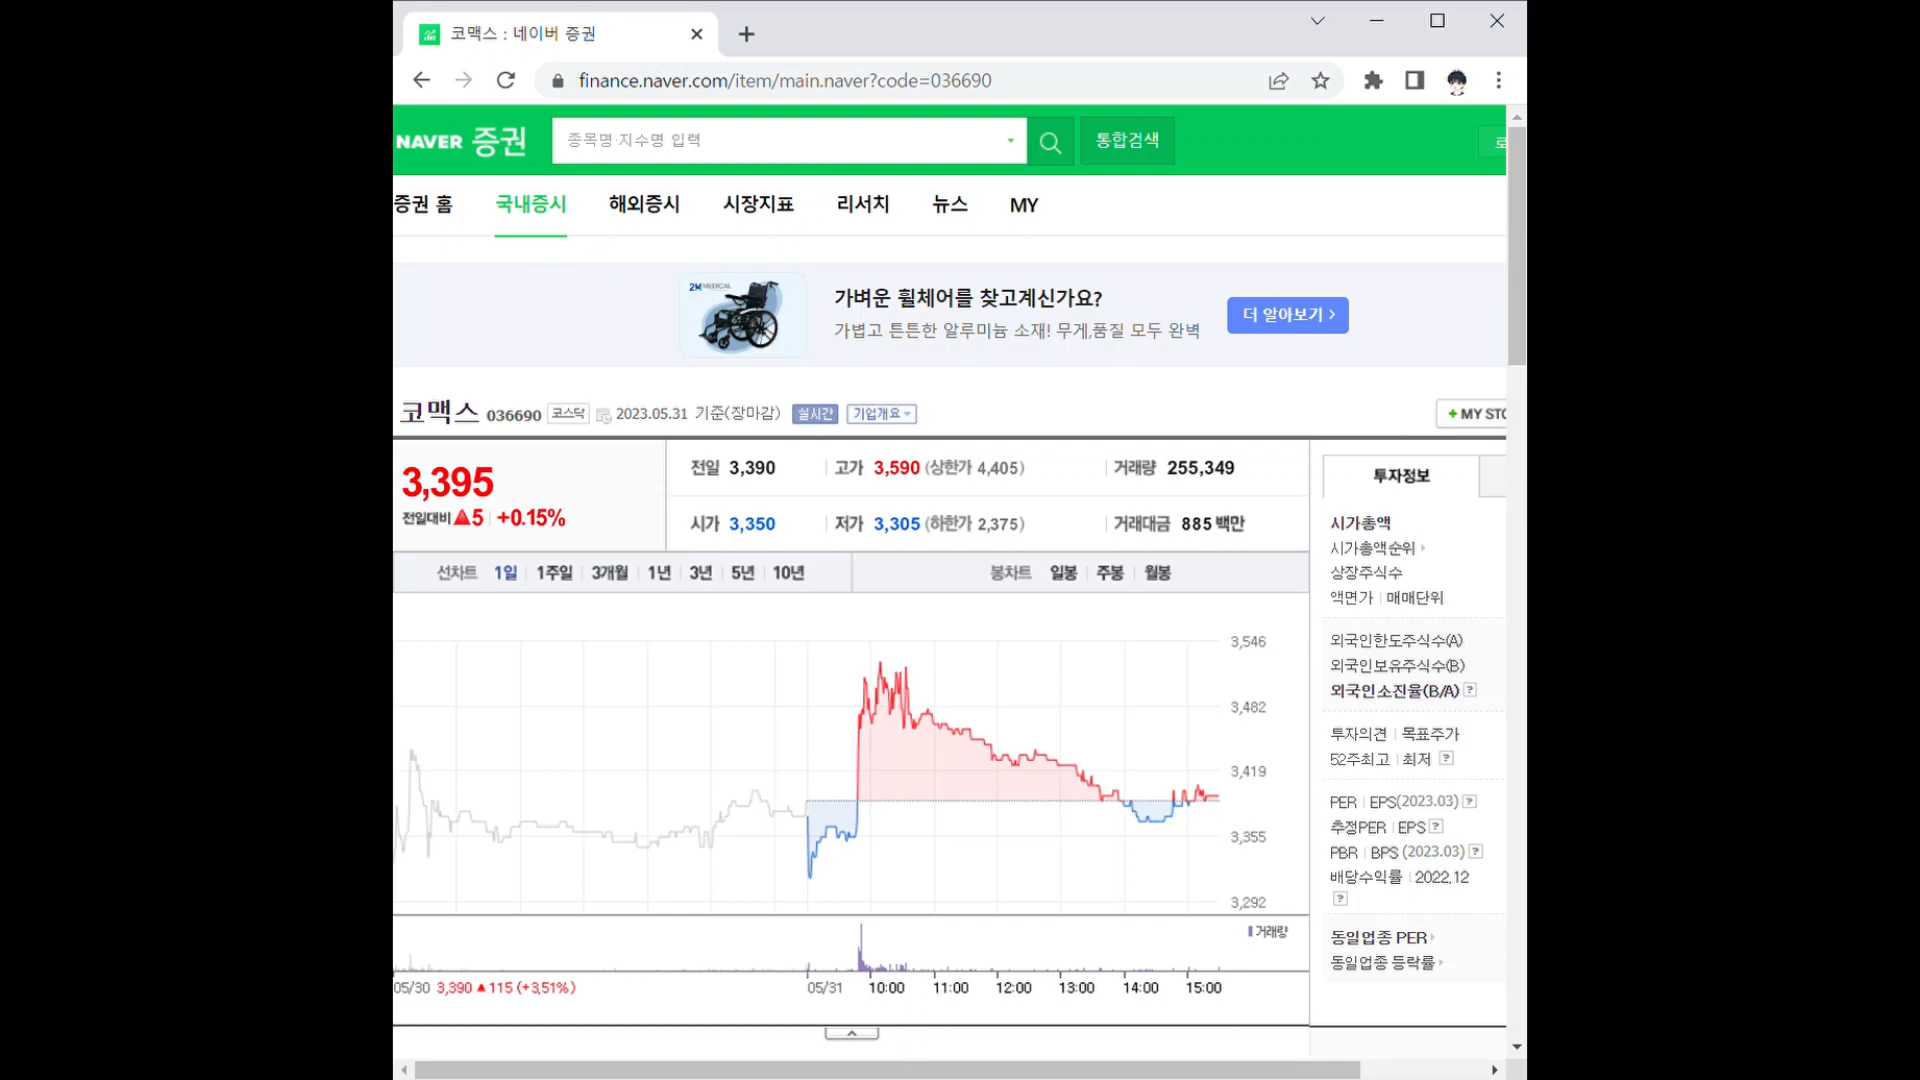 코맥스 : 네이버 증권
finance.naver.com/item/main.naver?code=036690
NAVER 증권 종목명·지수명 입력 통합검색 로
증권 홈 국내증시 해외증시 시장지표 리서치 뉴스 MY
2M MEDICAL
가벼운 휠체어를 찾고계신가요?
가볍고 튼튼한 알루미늄 소재! 무게,품질 모두 완벽
더 알아보기 >
코맥스 036690 코스닥 2023.05.31 기준(장마감) 실시간 기업개요 + MY STO
3,395
전일대비 ▲5 +0.15%
전일 3,390 고가 3,590 (상한가 4,405) 거래량 255,349
시가 3,350 저가 3,305 (하한가 2,375) 거래대금 885 백만
선차트 1일 1주일 3개월 1년 3년 5년 10년 봉차트 일봉 주봉 월봉
3,546
3,482
3,419
3,355
3,292
거래량
05/30 3,390 ▲ 115 (+3,51%) 05/31 10:00 11:00 12:00 13:00 14:00 15:00
투자정보
시가총액
시가총액순위
상장주식수
액면가 매매단위
외국인한도주식수(A)
외국인보유주식수(B)
외국인소진율(B/A) ?
투자의견 목표주가
52주최고 최저 ?
PER EPS(2023.03) ?
추정PER EPS ?
PBR BPS (2023.03) ?
배당수익률 2022.12
?
동일업종 PER
동일업종 등락률